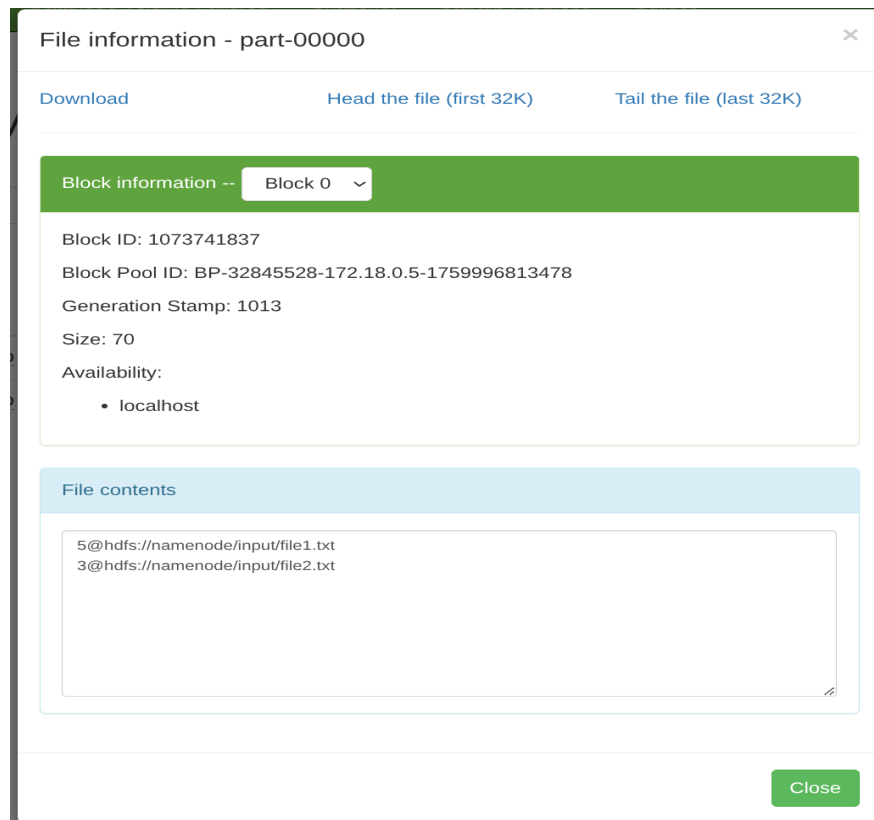 File information - part-00000
×
Download
Head the file (first 32K)
Tail the file (last 32K)
Block information --
Block 0
Block ID: 1073741837
Block Pool ID: BP-32845528-172.18.0.5-1759996813478
Generation Stamp: 1013
Size: 70
Availability:
• localhost
File contents
5@hdfs://namenode/input/file1.txt
3@hdfs://namenode/input/file2.txt
Close